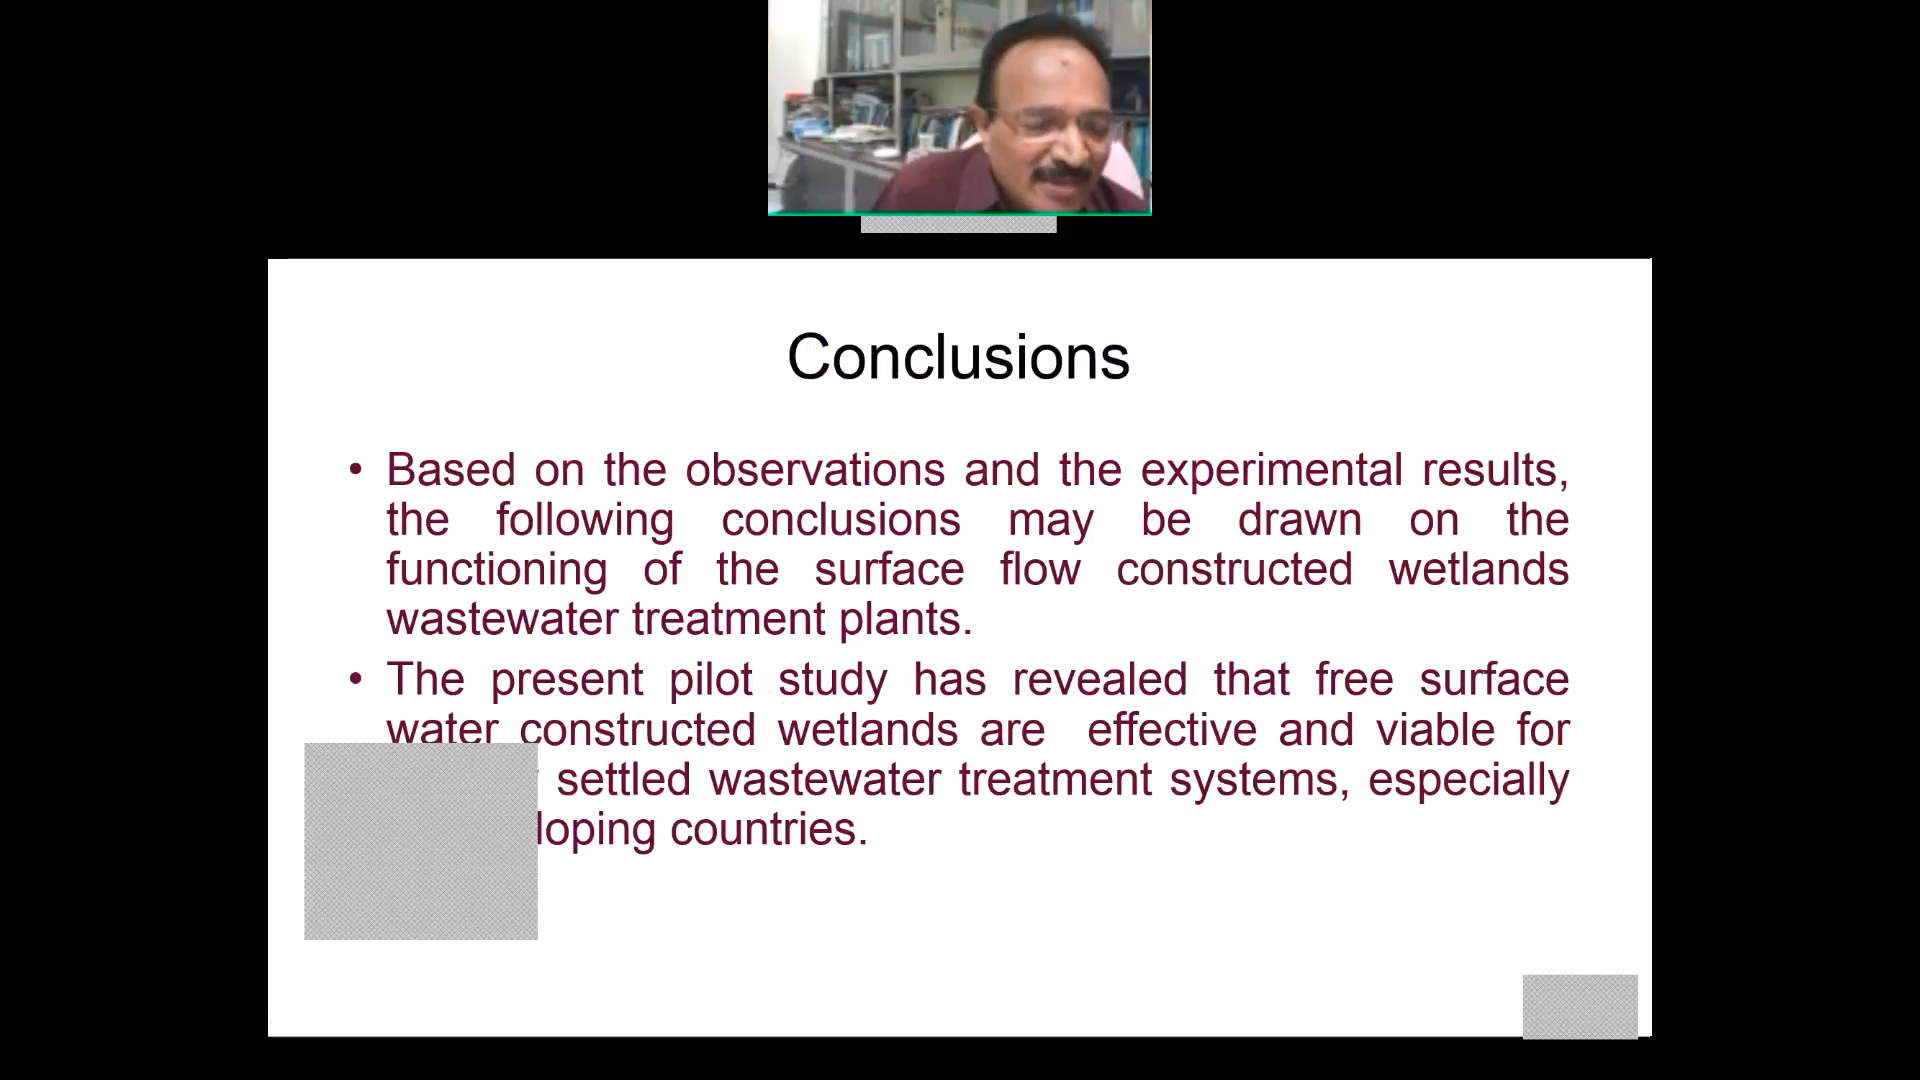 Conclusions
• Based on the observations and the experimental results,
the following conclusions may be drawn on the
functioning of the surface flow constructed wetlands
wastewater treatment plants.
• The present pilot study has revealed that free surface
water constructed wetlands are effective and viable for
settled wastewater treatment systems, especially
loping countries.